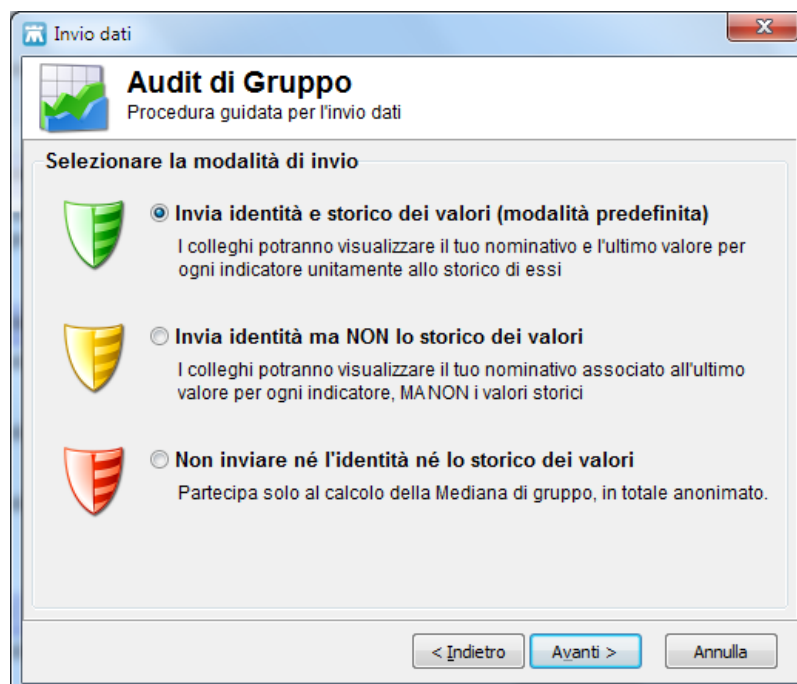 Invio dati
Audit di Gruppo
Procedura guidata per l'invio dati
Selezionare la modalità di invio
Invia identità e storico dei valori (modalità predefinita)
I colleghi potranno visualizzare il tuo nominativo e l'ultimo valore per
ogni indicatore unitamente allo storico di essi
Invia identità ma NON lo storico dei valori
I colleghi potranno visualizzare il tuo nominativo associato all'ultimo
valore per ogni indicatore, MA NON i valori storici
Non inviare né l'identità né lo storico dei valori
Partecipa solo al calcolo della Mediana di gruppo, in totale anonimato.
< Indietro
Avanti >
Annulla